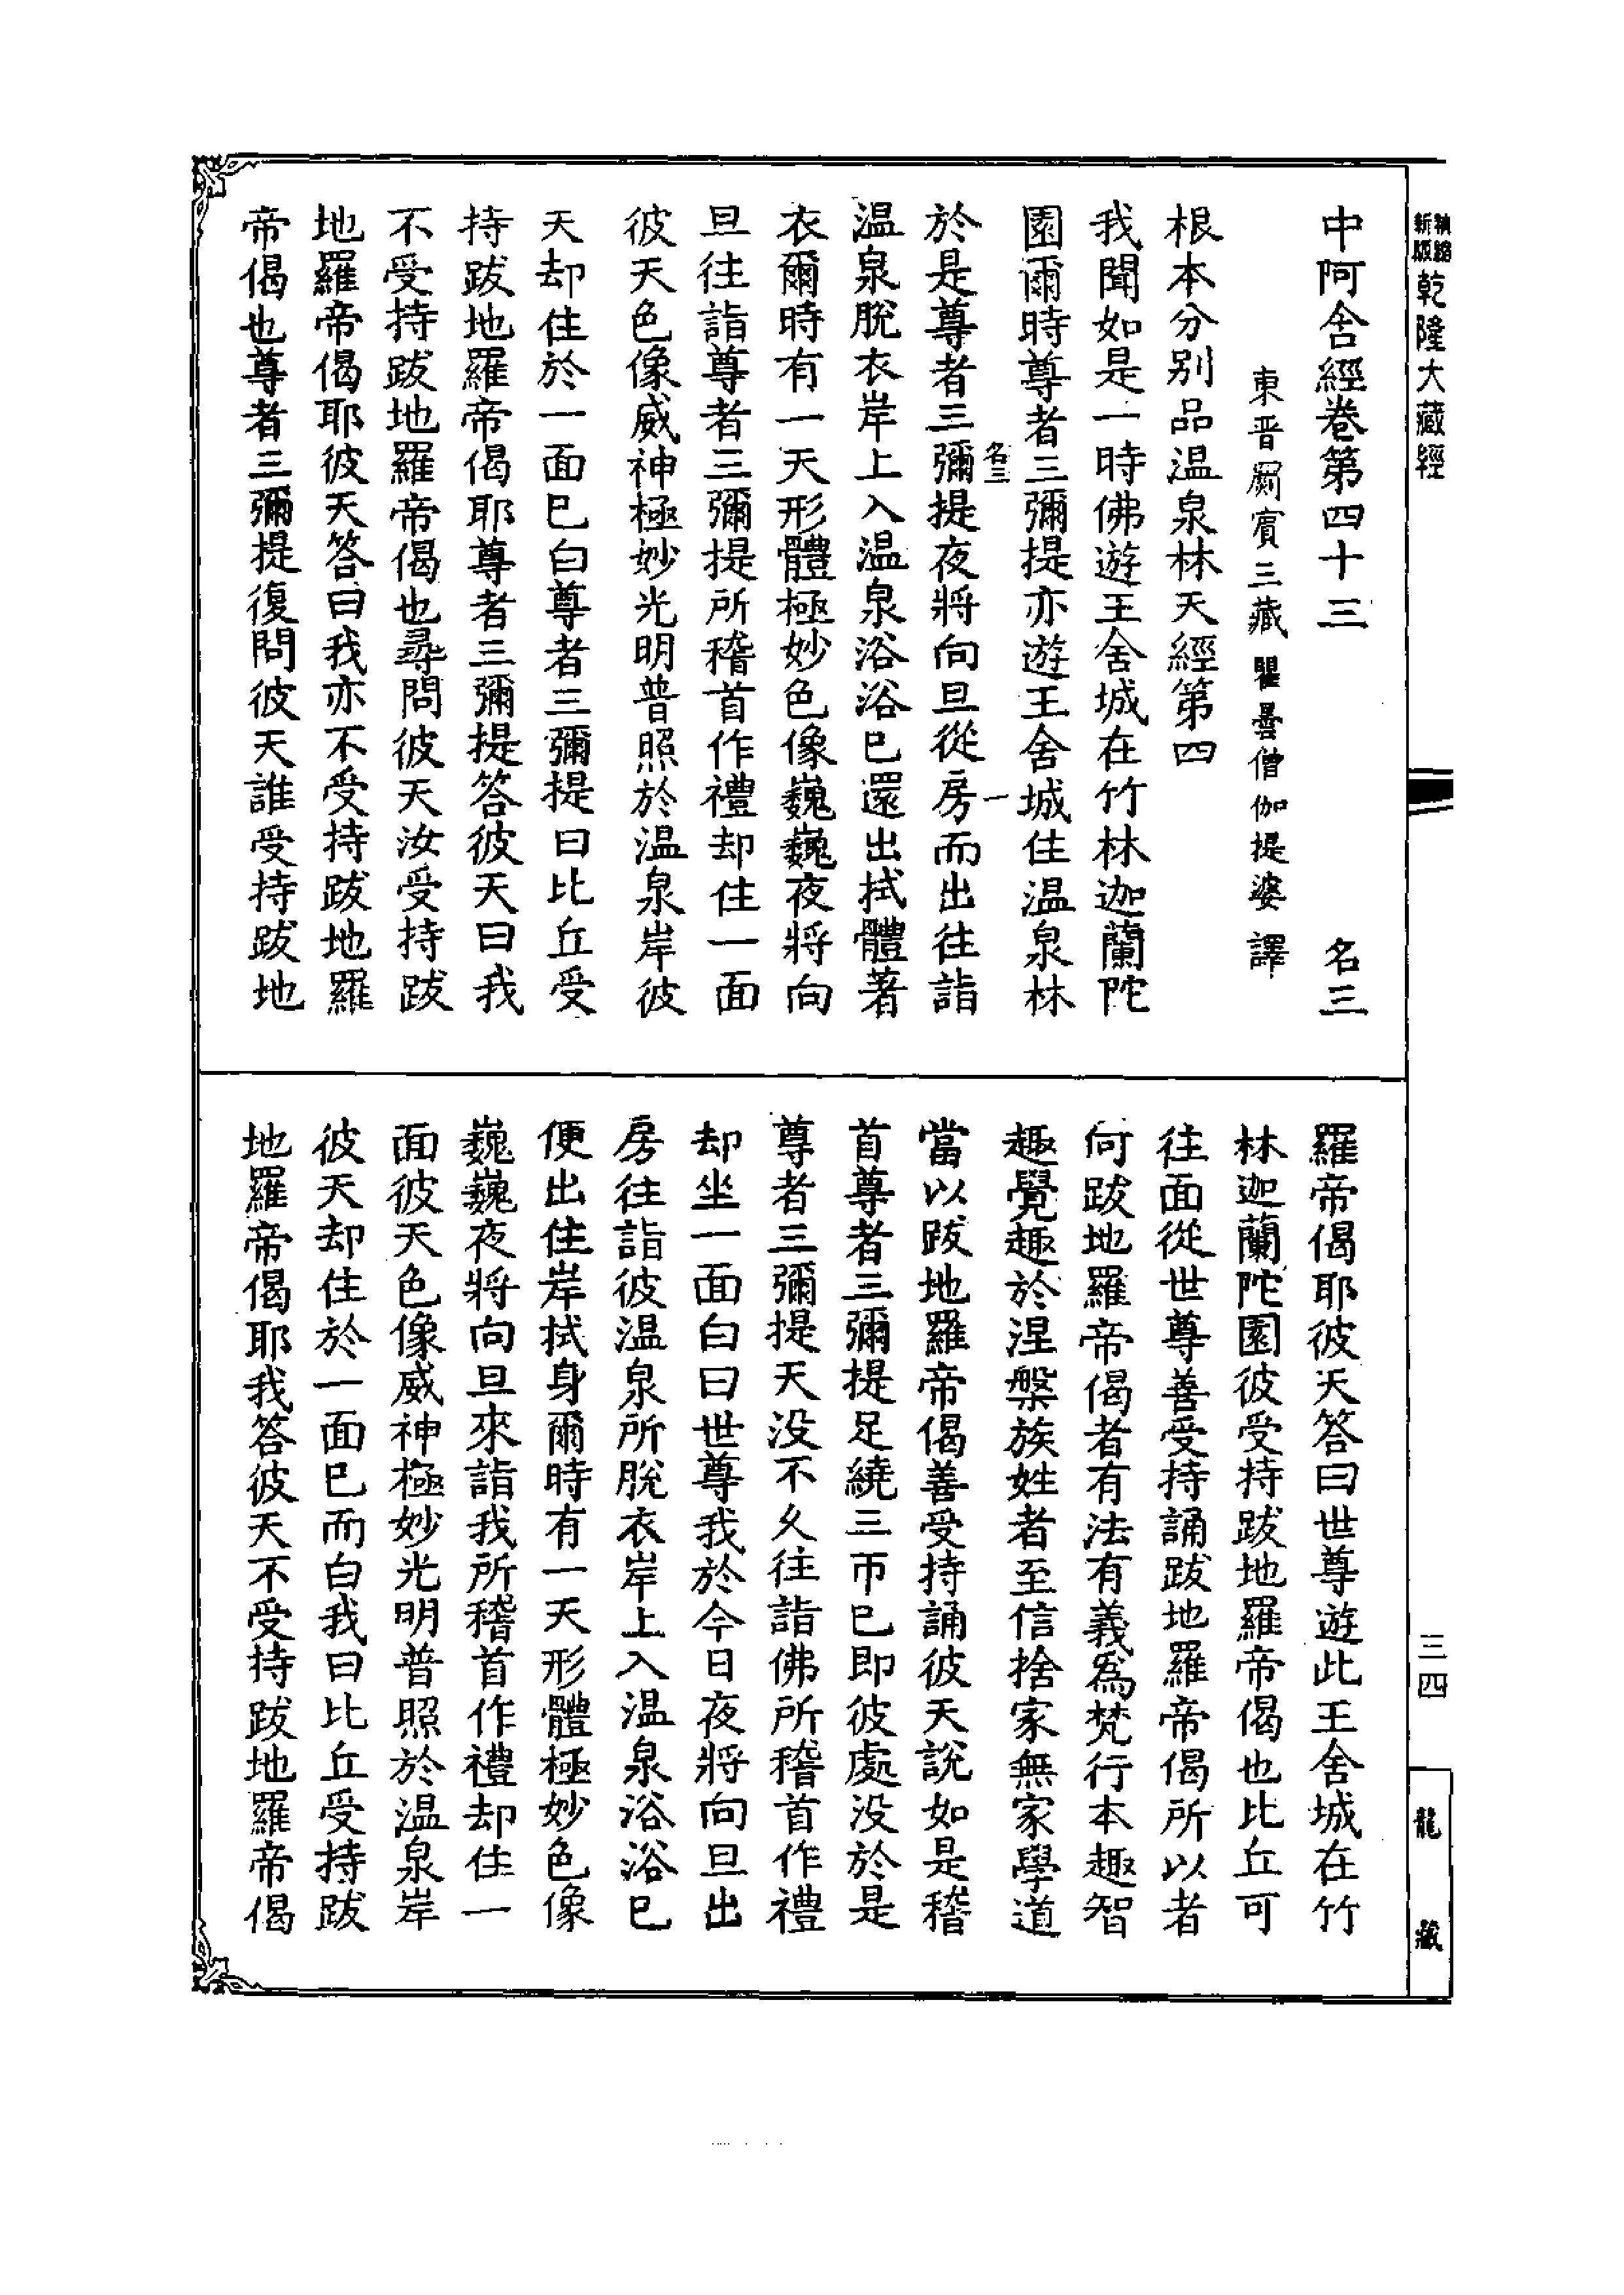 新版
縮
乾隆大藏經
中阿含經卷第四十三 名三
東晉罽賓三藏瞿曇僧伽提婆譯
根本分别品温泉林天經第四
我聞如是一時佛遊王舍城在竹林迦蘭陀
園爾時尊者三彌提亦遊王舍城住温泉林
名三 一
於是尊者三彌提夜將向旦從房而出往詣
温泉脫衣岸上入温泉浴浴已還出拭體著
衣爾時有一天形體極妙色像巍巍夜將向
旦往詣尊者三彌提所稽首作禮却住一面
彼天色像威神極妙光明普照於温泉岸彼
天却住於一面已白尊者三彌提曰比丘受
持跋地羅帝偈耶尊者三彌提答彼天曰我
不受持跋地羅帝偈也尋問彼天汝受持跋
地羅帝偈耶彼天答曰我亦不受持跋地羅
帝偈也尊者三彌提復問彼天誰受持跋地
羅帝偈耶彼天答曰世尊遊此王舍城在竹
林迦蘭陀園彼受持跋地羅帝偈也比丘可
往面從世尊善受持誦跋地羅帝偈所以者
何跋地羅帝偈者有法有義爲梵行本趣智
趣覺趣於涅槃族姓者至信捨家無家學道
當以跋地羅帝偈善受持誦彼天說如是稽
首尊者三彌提足繞三帀已即彼處没於是
尊者三彌提天没不久往詣佛所稽首作禮
却坐一面白曰世尊我於今日夜將向旦出
房往詣彼温泉所脫衣岸上入温泉浴浴已
便出住岸拭身爾時有一天形體極妙色像
巍巍夜將向旦來詣我所稽首作禮却住一
面彼天色像威神極妙光明普照於温泉岸
彼天却住於一面已而白我曰比丘受持跋
地羅帝偈耶我答彼天不受持跋地羅帝偈
三四
龍藏